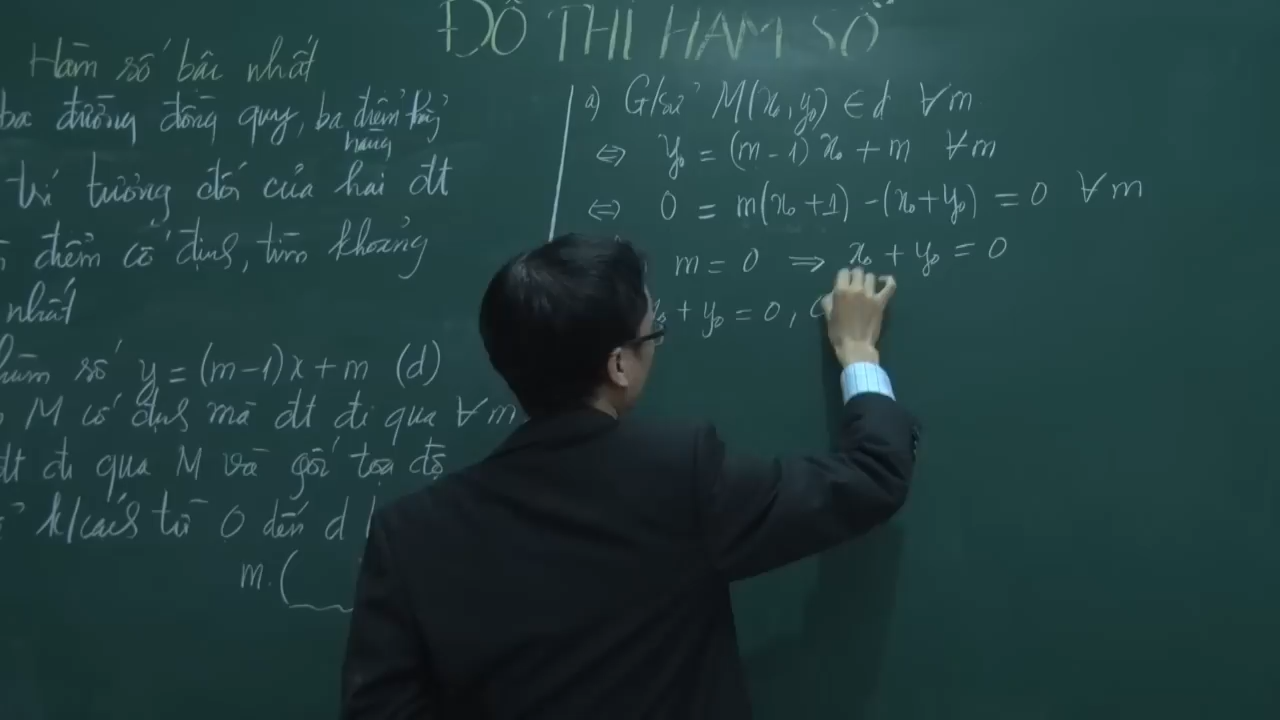 ĐỒ THỊ HÀM SỐ
Hàm số bậc nhất
ba đường đồng quy, ba điểm thẳng
hàng
trí tương đối của hai đt
điểm cố định, tìm khoảng
nhất
hàm số y = (m-1)x + m (d)
M cố định mà đt đi qua ∀m
đt đi qua M và gốc tọa độ
k/cách từ O đến d
m.(
a) G/sử M(x₀, y₀) ∈ d ∀m
⇔ y₀ = (m-1) x₀ + m ∀m
⇔ 0 = m(x₀ +1) -(x₀+y₀) = 0 ∀m
m = 0 ⇒ x₀ + y₀ = 0
x₀ + y₀ = 0,